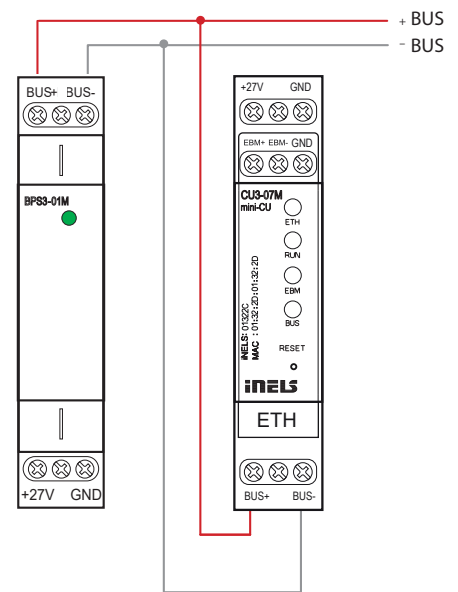 + BUS
- BUS
BUS+ BUS-
BPS3-01M
+27V GND
+27V GND
EBM+ EBM- GND
CU3-07M
mini-CU
ETH
RUN
EBM
BUS
iNELS: 01322C
MAC : 01:32:2D:01:32:2D
RESET
iNELS
ETH
BUS+ BUS-